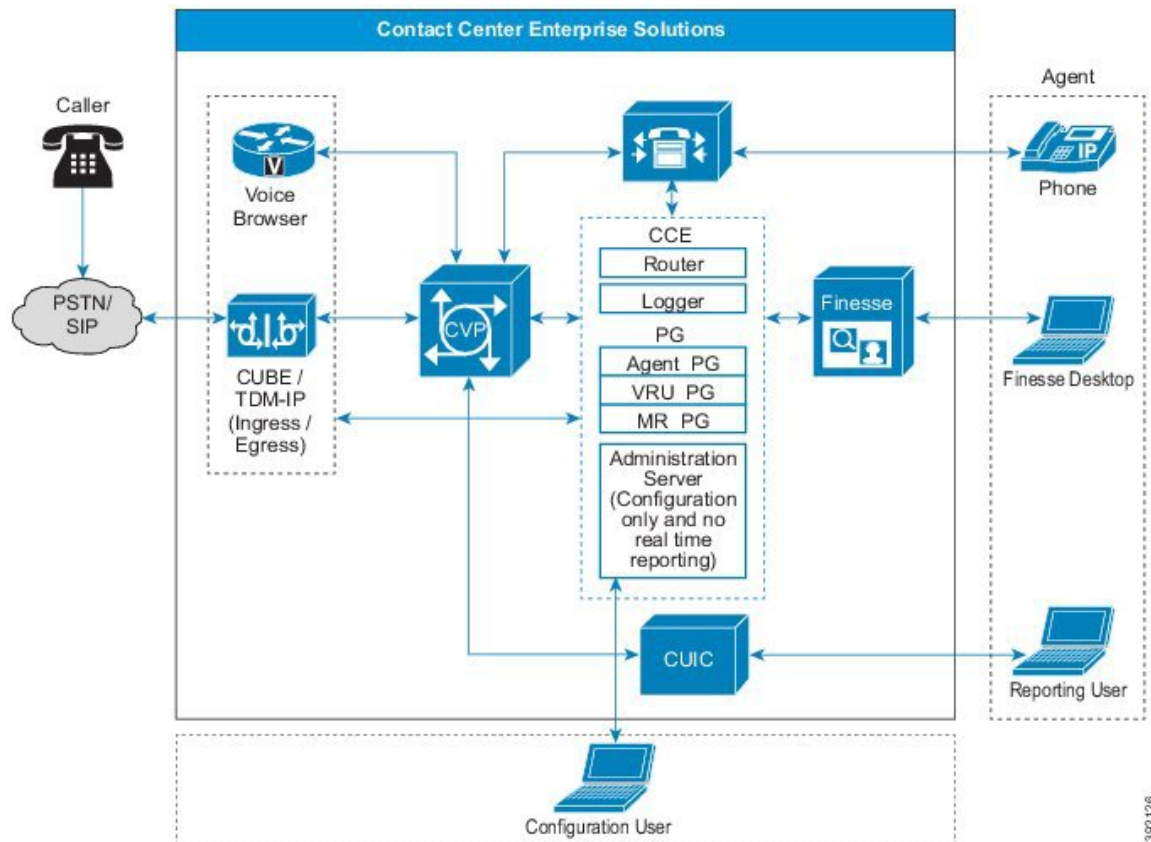 Contact Center Enterprise Solutions
Caller
Agent
V
Voice
Browser
IP
Phone
CCE
Router
Logger
PG
Agent PG
VRU PG
MR PG
PSTN/
SIP
CVP
Finesse
CUBE /
TDM-IP
(Ingress /
Egress)
Finesse Desktop
Administration
Server
(Configuration
only and no
real time
reporting)
CUIC
Reporting User
Configuration User
392126